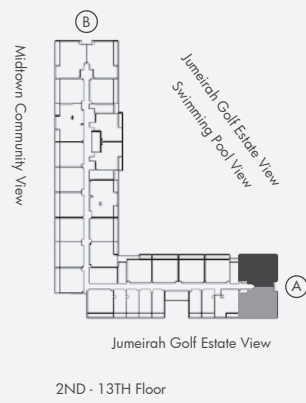 B
Midtown Community View
Jumeirah Golf Estate View
Swimming Pool View
A
Jumeirah Golf Estate View
2ND - 13TH Floor